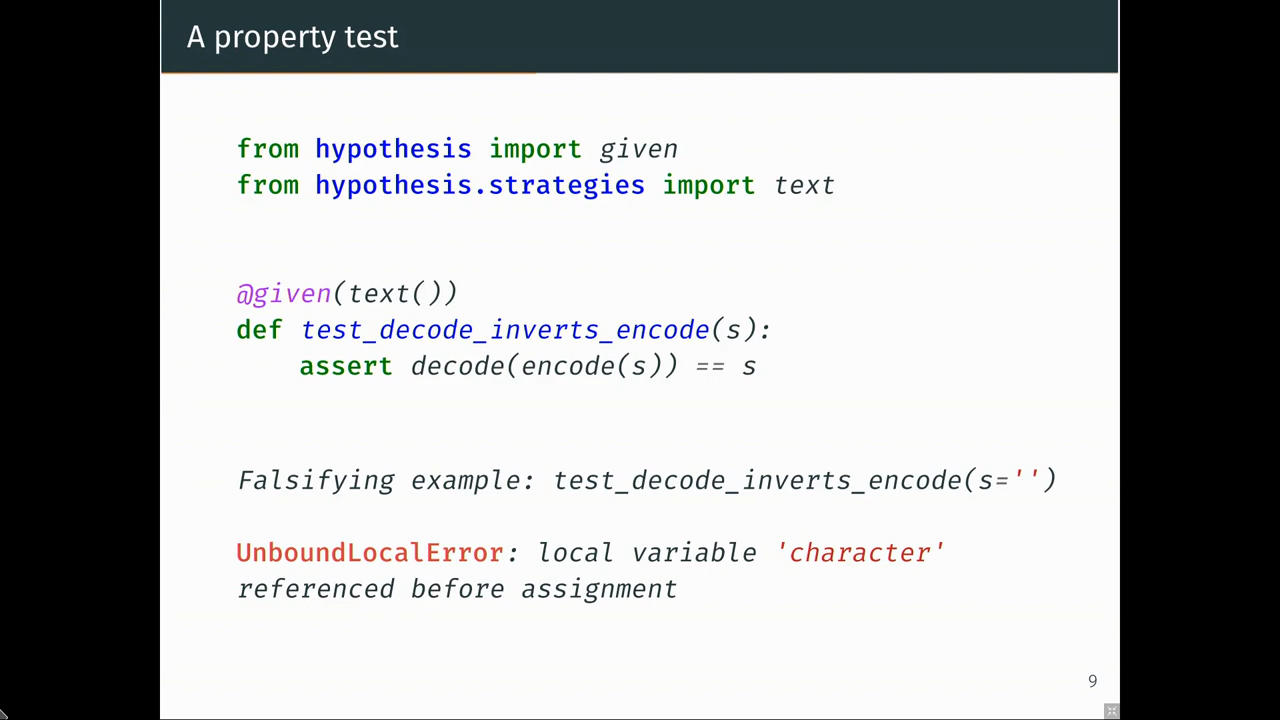 A property test
from hypothesis import given
from hypothesis.strategies import text
@given(text())
def test_decode_inverts_encode(s):
    assert decode(encode(s)) == s
Falsifying example: test_decode_inverts_encode(s='')
UnboundLocalError: local variable 'character'
referenced before assignment
9